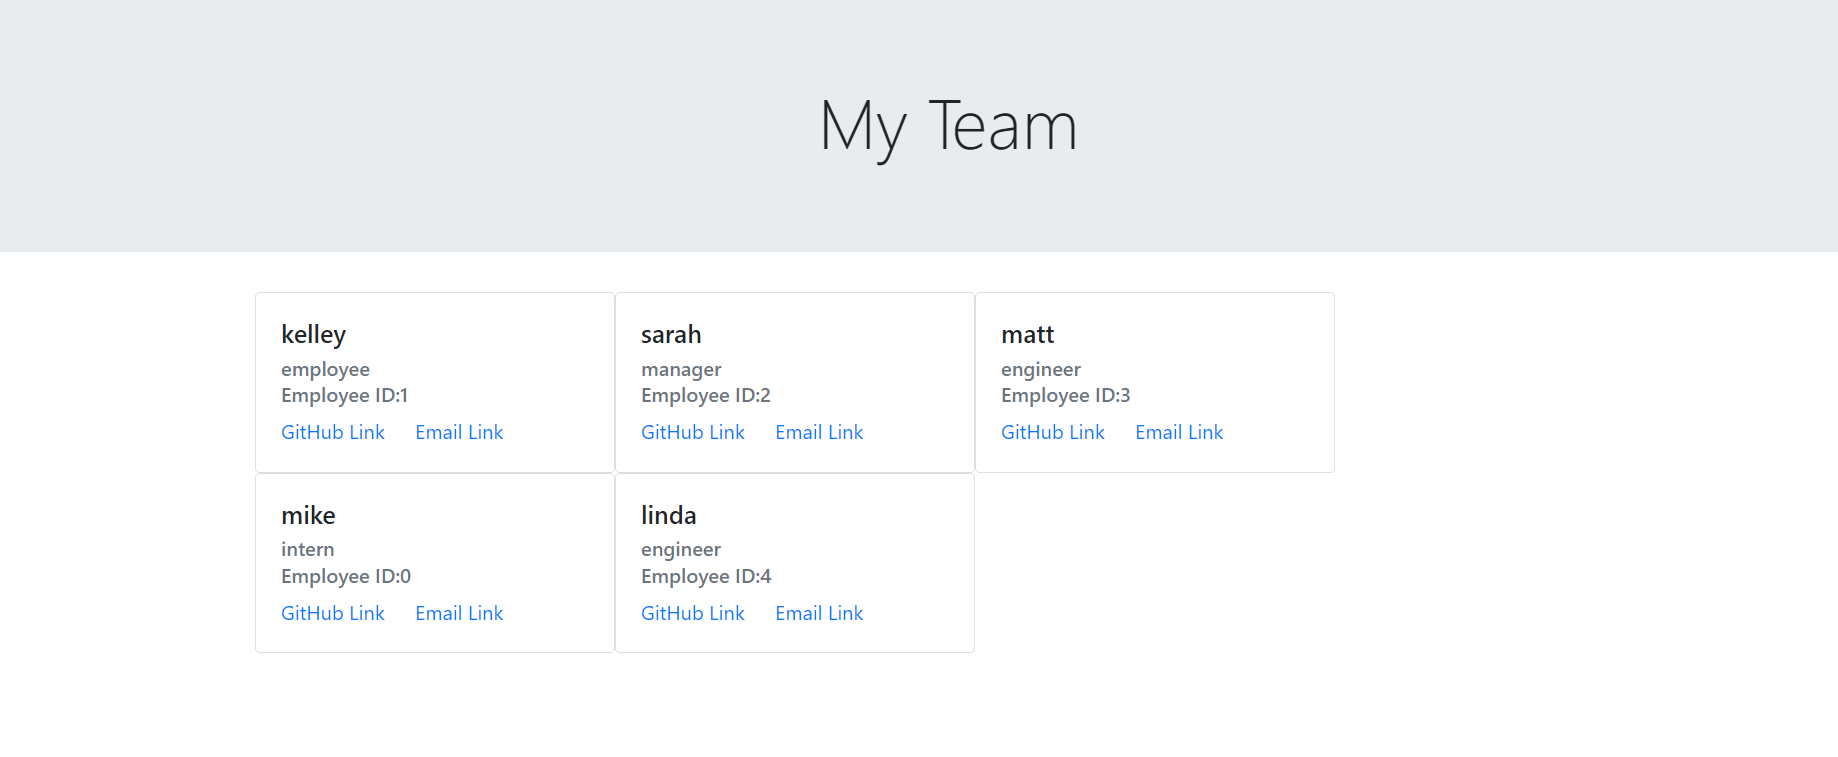 My Team
kelley
employee
Employee ID:1
GitHub Link Email Link
sarah
manager
Employee ID:2
GitHub Link Email Link
matt
engineer
Employee ID:3
GitHub Link Email Link
mike
intern
Employee ID:0
GitHub Link Email Link
linda
engineer
Employee ID:4
GitHub Link Email Link